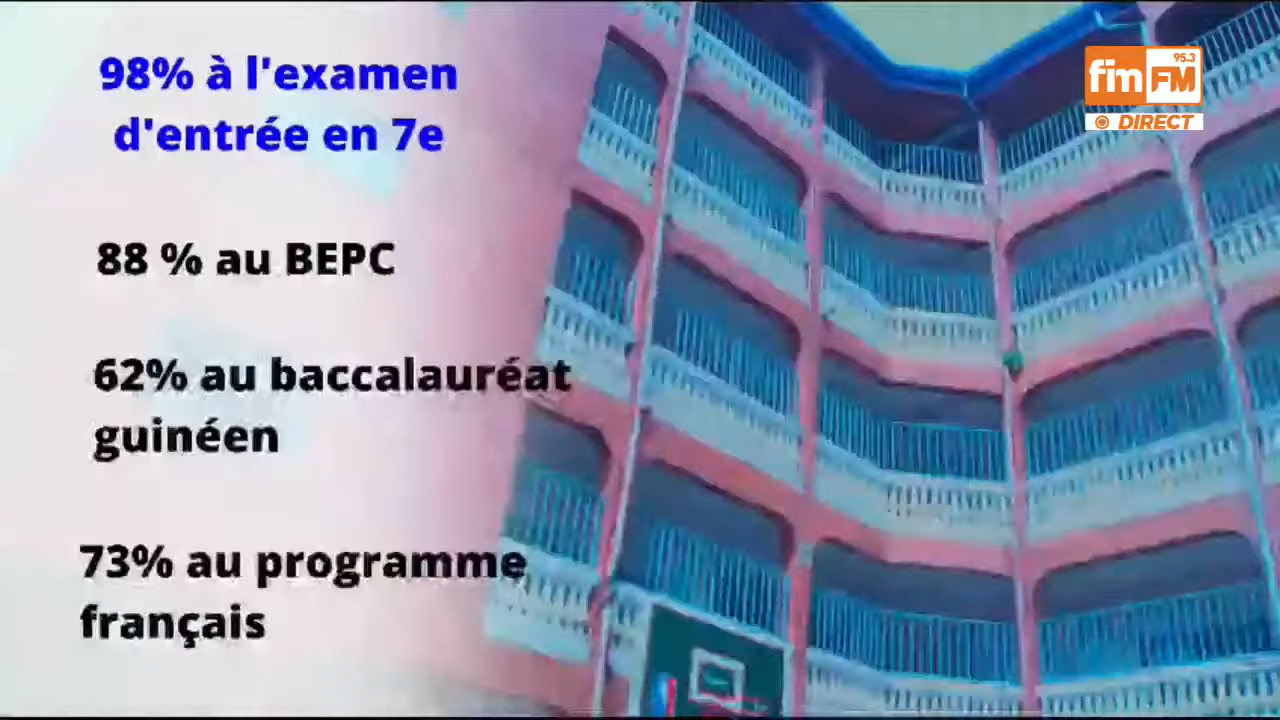 98% à l'examen
d'entrée en 7e
88 % au BEPC
62% au baccalauréat
guinéen
73% au programme
français
95.3
fim FM
DIRECT